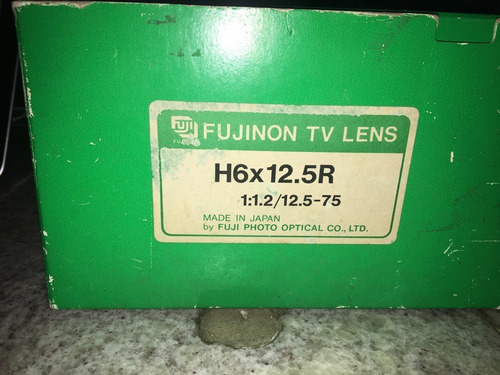 FUJI FUJINON TV LENS
H6x12.5R
1:1.2/12.5-75
MADE IN JAPAN
by FUJI PHOTO OPTICAL CO., LTD.